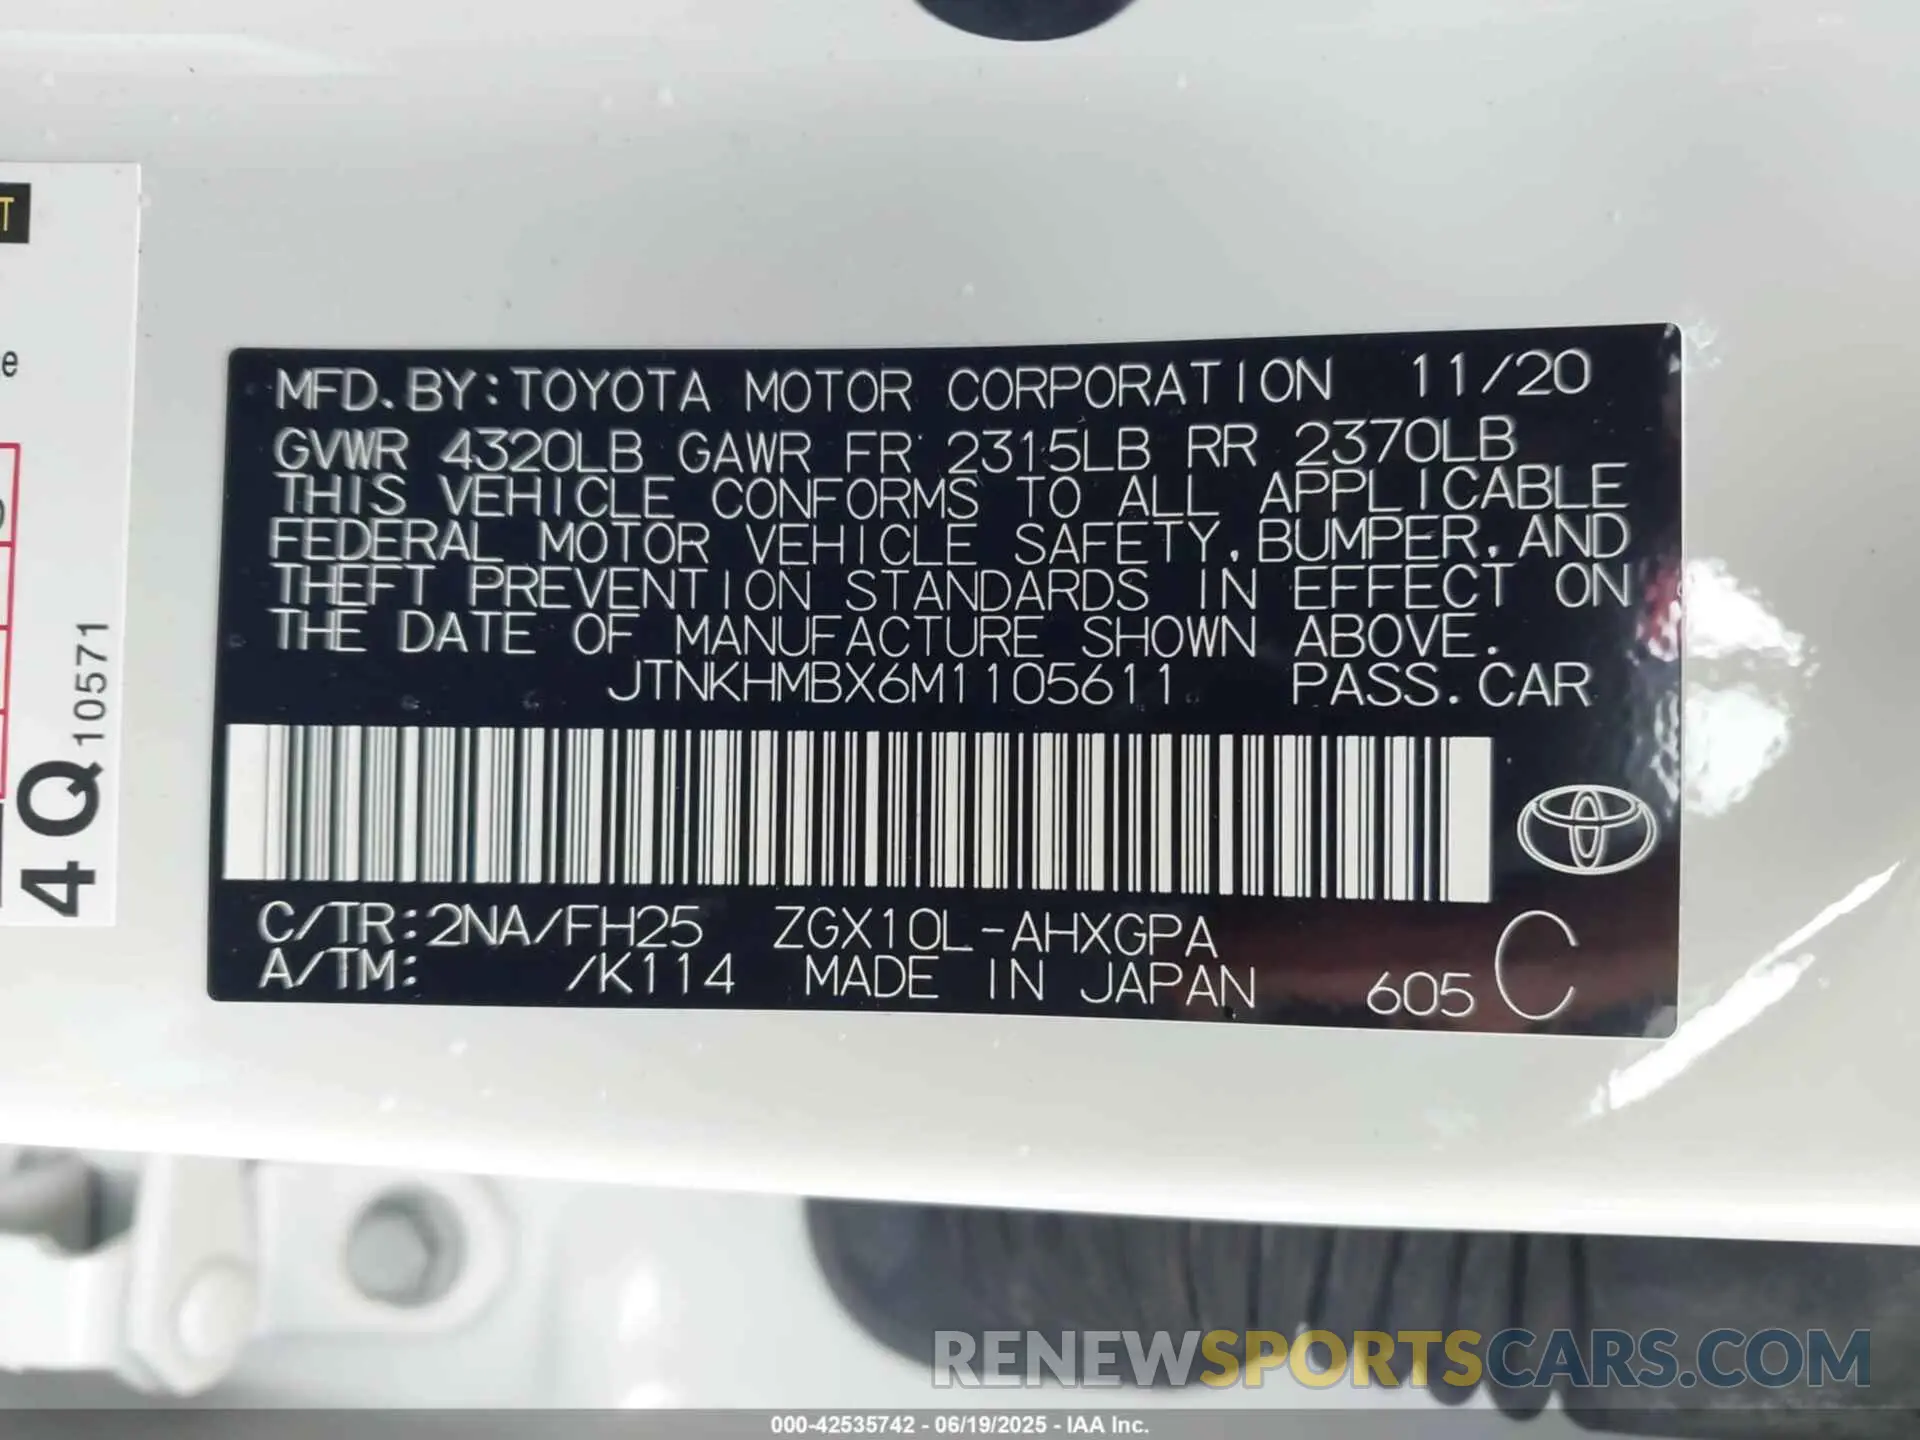 T
e
4Q 10571
MFD. BY: TOYOTA MOTOR CORPORATION 11/20
GVWR 4320LB GAWR FR 2315LB RR 2370LB
THIS VEHICLE CONFORMS TO ALL APPLICABLE
FEDERAL MOTOR VEHICLE SAFETY, BUMPER, AND
THEFT PREVENTION STANDARDS IN EFFECT ON
THE DATE OF MANUFACTURE SHOWN ABOVE.
JTNKHMBX6M1105611 PASS. CAR
C/TR: 2NA/FH25 ZGX10L-AHXGPA
A/TM: /K114 MADE IN JAPAN 605 C
RENEWSPORTSCARS.COM
000-42535742 - 06/19/2025 - IAA Inc.